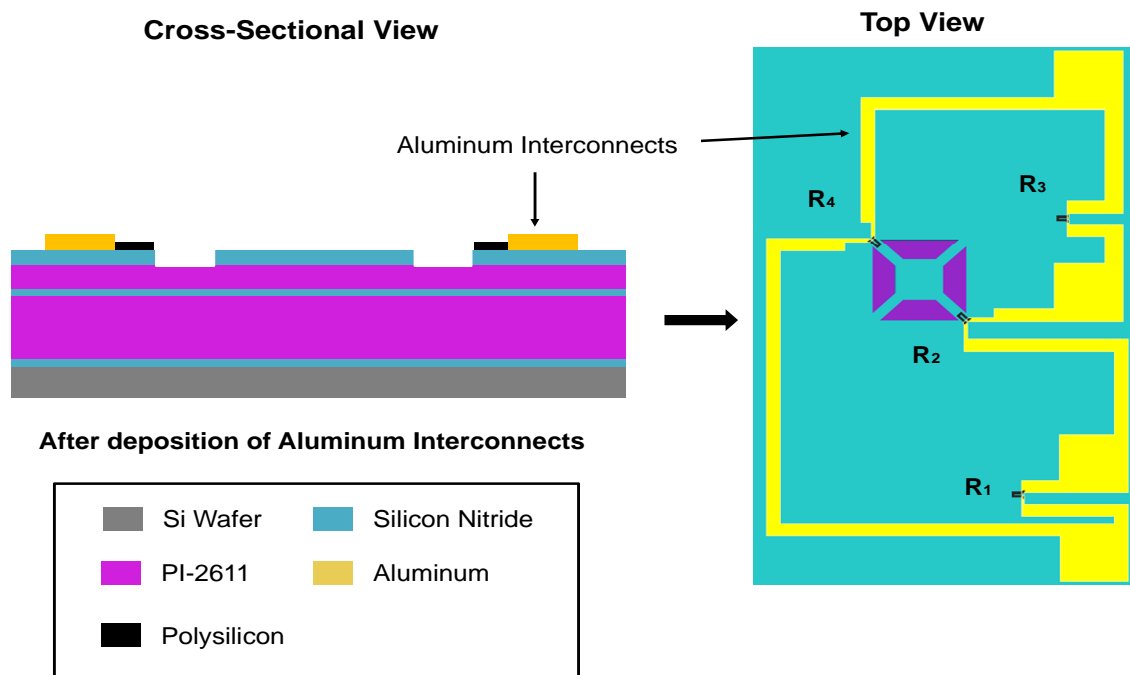 Cross-Sectional View
Top View
Aluminum Interconnects
R4
R3
R2
R1
After deposition of Aluminum Interconnects
Si Wafer
Silicon Nitride
PI-2611
Aluminum
Polysilicon